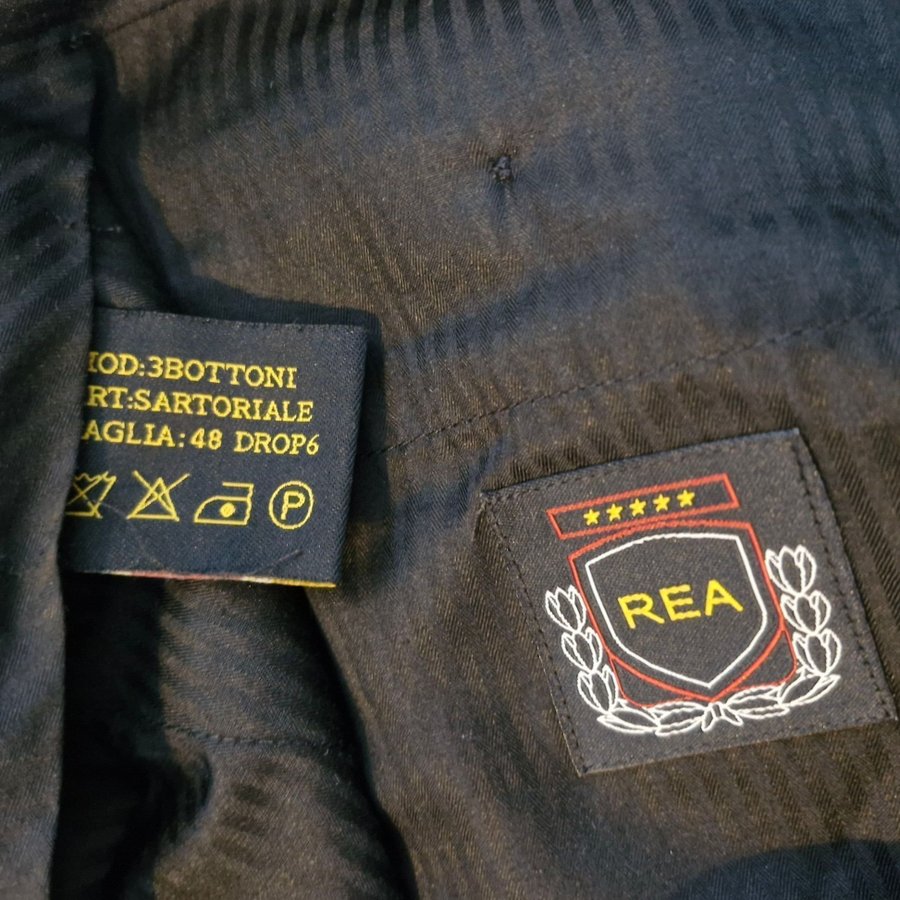 MOD:3BOTTONI
ART:SARTORIALE
TAGLIA:48 DROP6
P
REA